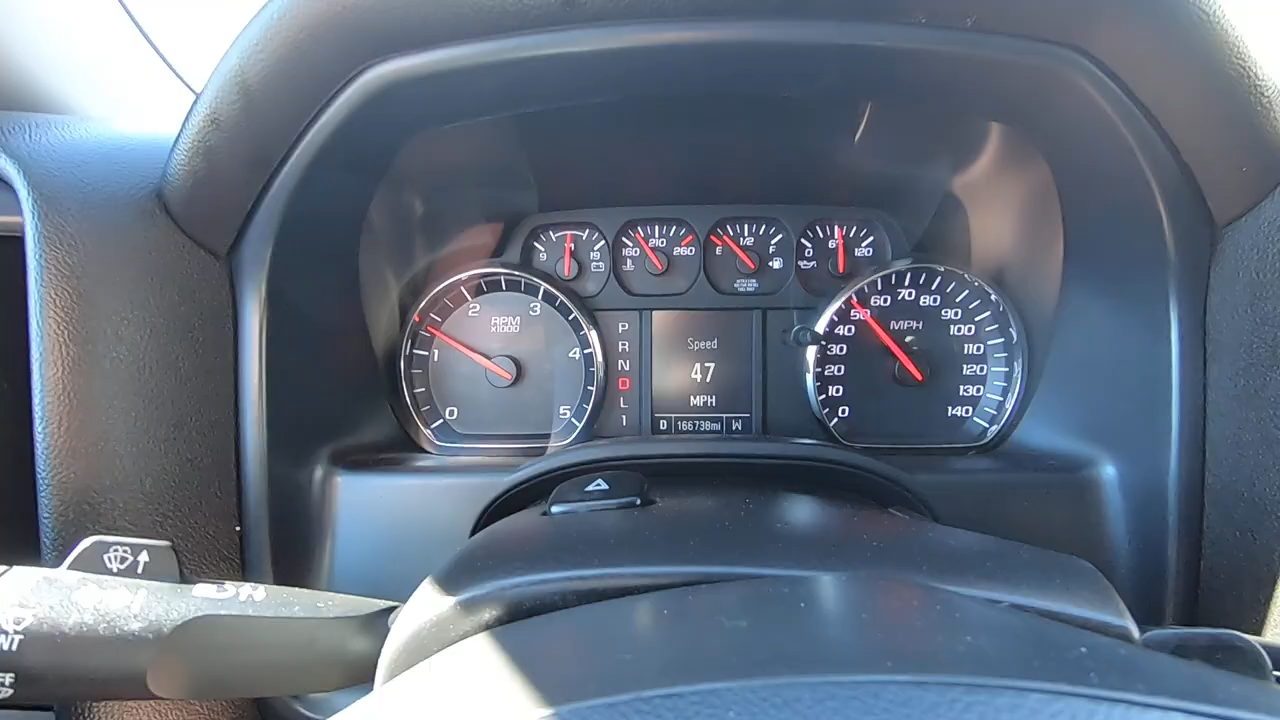 9 19
160 210 260
E 1/2 F
0 120
0 1 2 3 4 5
RPM
X1000
P
R
N
D
L
1
Speed
47
MPH
D 166738mi W
0 10 20 30 40 50 60 70 80 90 100 110 120 130 140
MPH